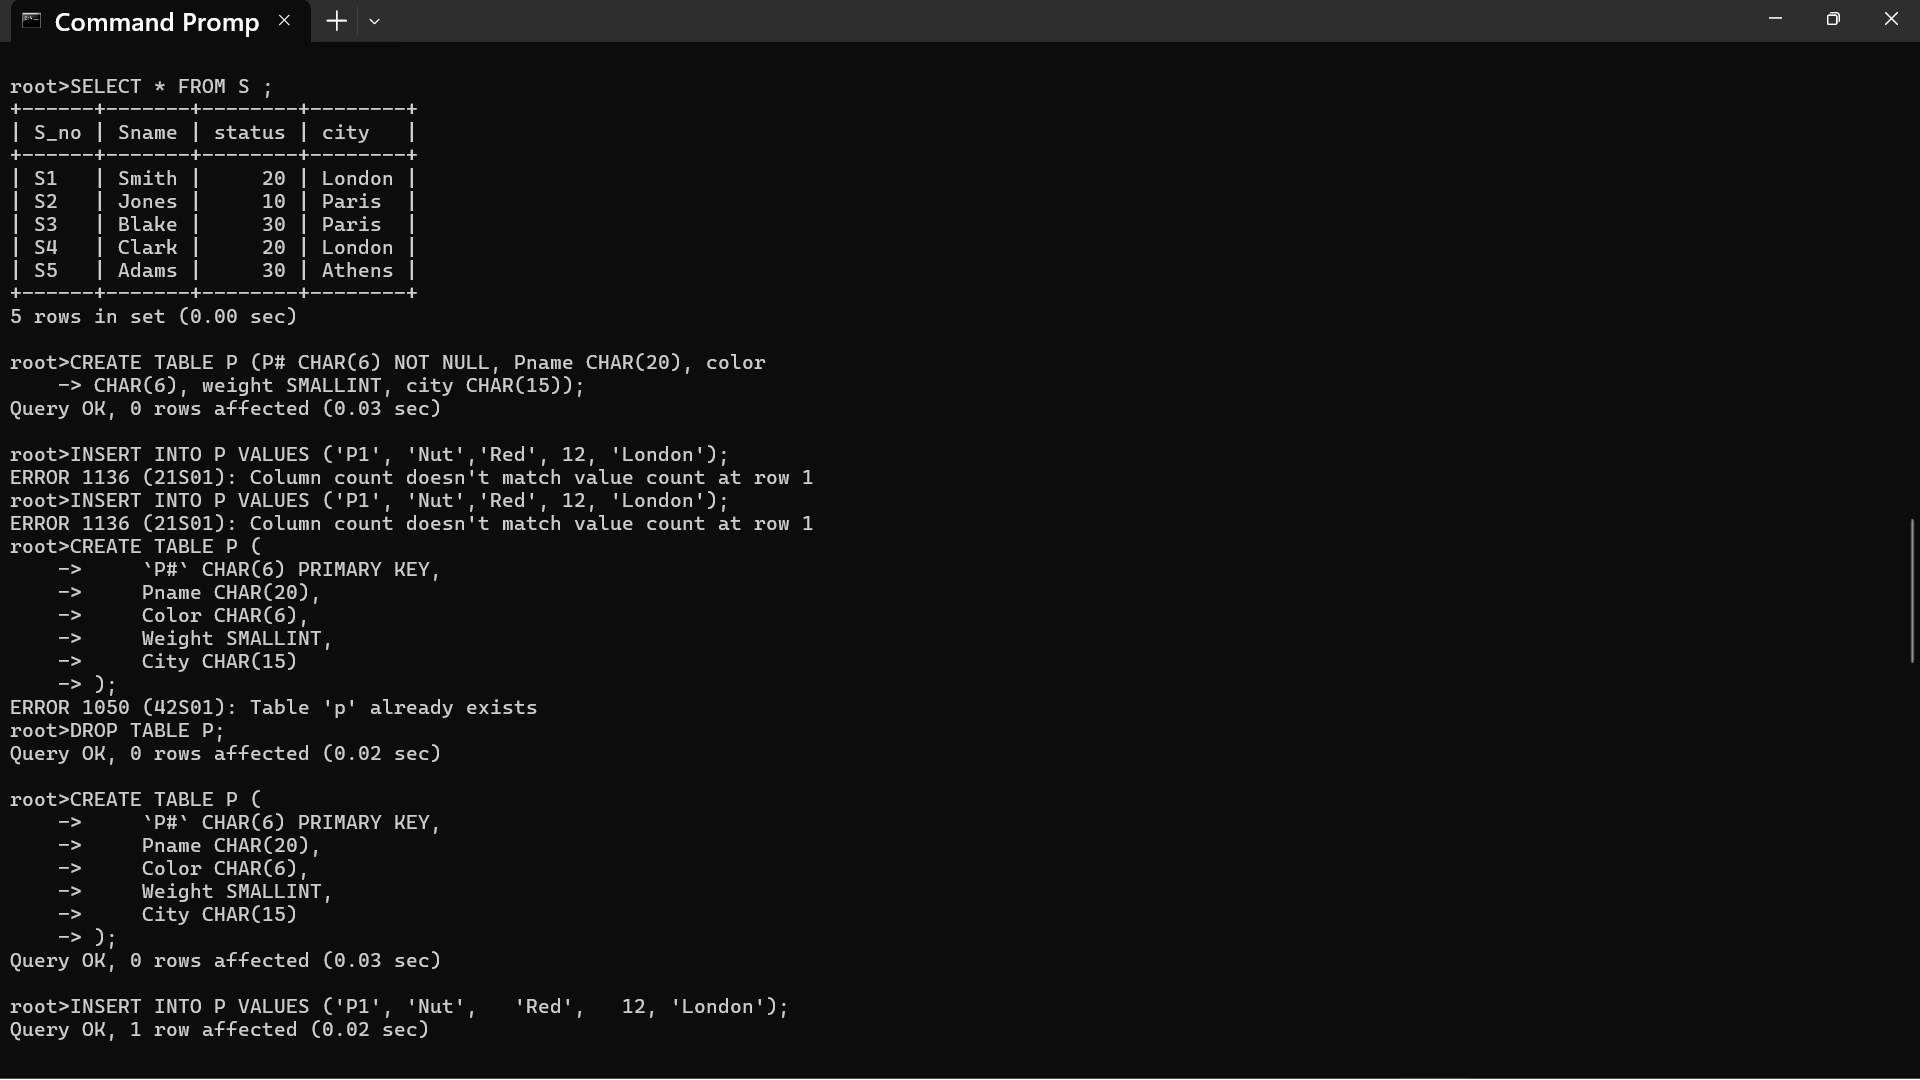 Command Promp
root>SELECT * FROM S ;
+------+-------+--------+--------+
| S_no | Sname | status | city   |
+------+-------+--------+--------+
| S1   | Smith |     20 | London |
| S2   | Jones |     10 | Paris  |
| S3   | Blake |     30 | Paris  |
| S4   | Clark |     20 | London |
| S5   | Adams |     30 | Athens |
+------+-------+--------+--------+
5 rows in set (0.00 sec)

root>CREATE TABLE P (P# CHAR(6) NOT NULL, Pname CHAR(20), color
    -> CHAR(6), weight SMALLINT, city CHAR(15));
Query OK, 0 rows affected (0.03 sec)

root>INSERT INTO P VALUES ('P1', 'Nut','Red', 12, 'London');
ERROR 1136 (21S01): Column count doesn't match value count at row 1
root>INSERT INTO P VALUES ('P1', 'Nut','Red', 12, 'London');
ERROR 1136 (21S01): Column count doesn't match value count at row 1
root>CREATE TABLE P (
    ->     `P#` CHAR(6) PRIMARY KEY,
    ->     Pname CHAR(20),
    ->     Color CHAR(6),
    ->     Weight SMALLINT,
    ->     City CHAR(15)
    -> );
ERROR 1050 (42S01): Table 'p' already exists
root>DROP TABLE P;
Query OK, 0 rows affected (0.02 sec)

root>CREATE TABLE P (
    ->     `P#` CHAR(6) PRIMARY KEY,
    ->     Pname CHAR(20),
    ->     Color CHAR(6),
    ->     Weight SMALLINT,
    ->     City CHAR(15)
    -> );
Query OK, 0 rows affected (0.03 sec)

root>INSERT INTO P VALUES ('P1', 'Nut',   'Red',   12, 'London');
Query OK, 1 row affected (0.02 sec)